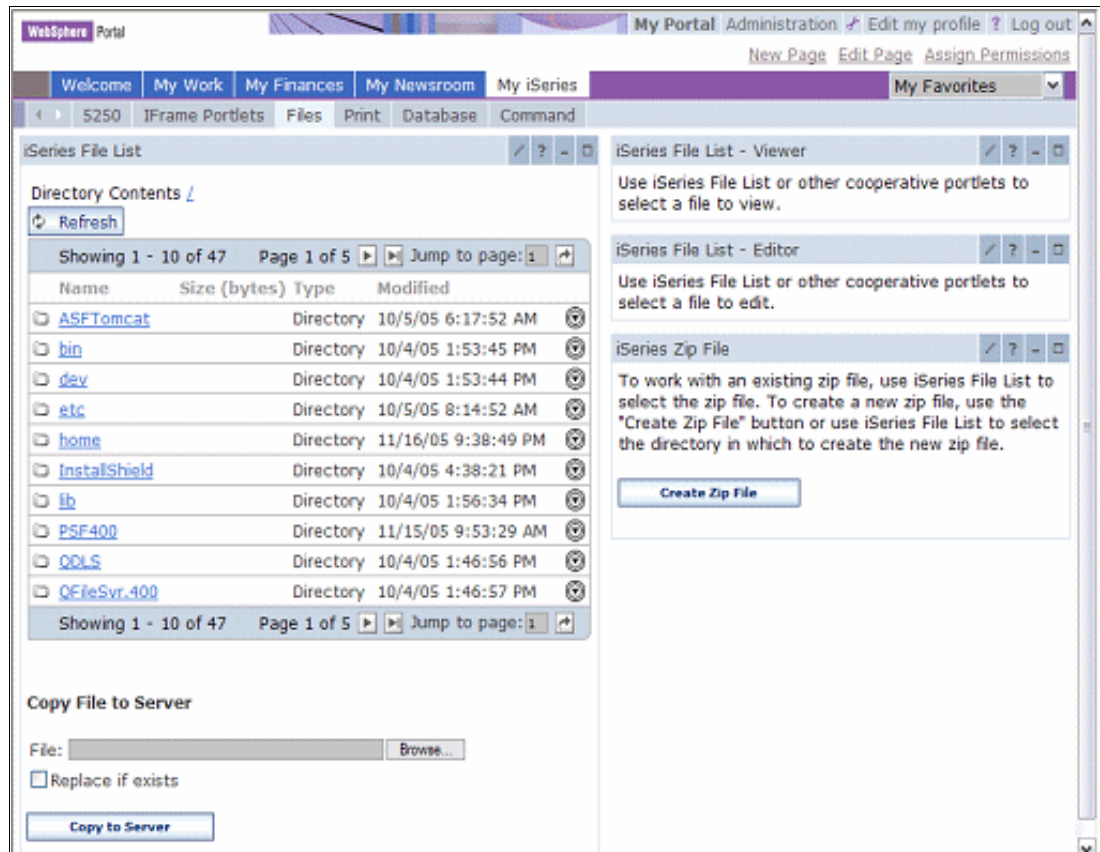 WebSphere Portal
My Portal Administration Edit my profile ? Log out
New Page Edit Page Assign Permissions
Welcome My Work My Finances My Newsroom My iSeries
My Favorites
5250 IFrame Portlets Files Print Database Command
iSeries File List
Directory Contents /
Refresh
Showing 1 - 10 of 47 Page 1 of 5 Jump to page: 1
Name Size (bytes) Type Modified
ASFTomcat Directory 10/5/05 6:17:52 AM
bin Directory 10/4/05 1:53:45 PM
dev Directory 10/4/05 1:53:44 PM
etc Directory 10/5/05 8:14:52 AM
home Directory 11/16/05 9:38:49 PM
InstallShield Directory 10/4/05 4:38:21 PM
lib Directory 10/4/05 1:56:34 PM
PSF400 Directory 11/15/05 9:53:29 AM
QDLS Directory 10/4/05 1:46:56 PM
QFileSvr.400 Directory 10/4/05 1:46:57 PM
Showing 1 - 10 of 47 Page 1 of 5 Jump to page: 1
Copy File to Server
File: Browse...
Replace if exists
Copy to Server
iSeries File List - Viewer
Use iSeries File List or other cooperative portlets to
select a file to view.
iSeries File List - Editor
Use iSeries File List or other cooperative portlets to
select a file to edit.
iSeries Zip File
To work with an existing zip file, use iSeries File List to
select the zip file. To create a new zip file, use the
"Create Zip File" button or use iSeries File List to select
the directory in which to create the new zip file.
Create Zip File